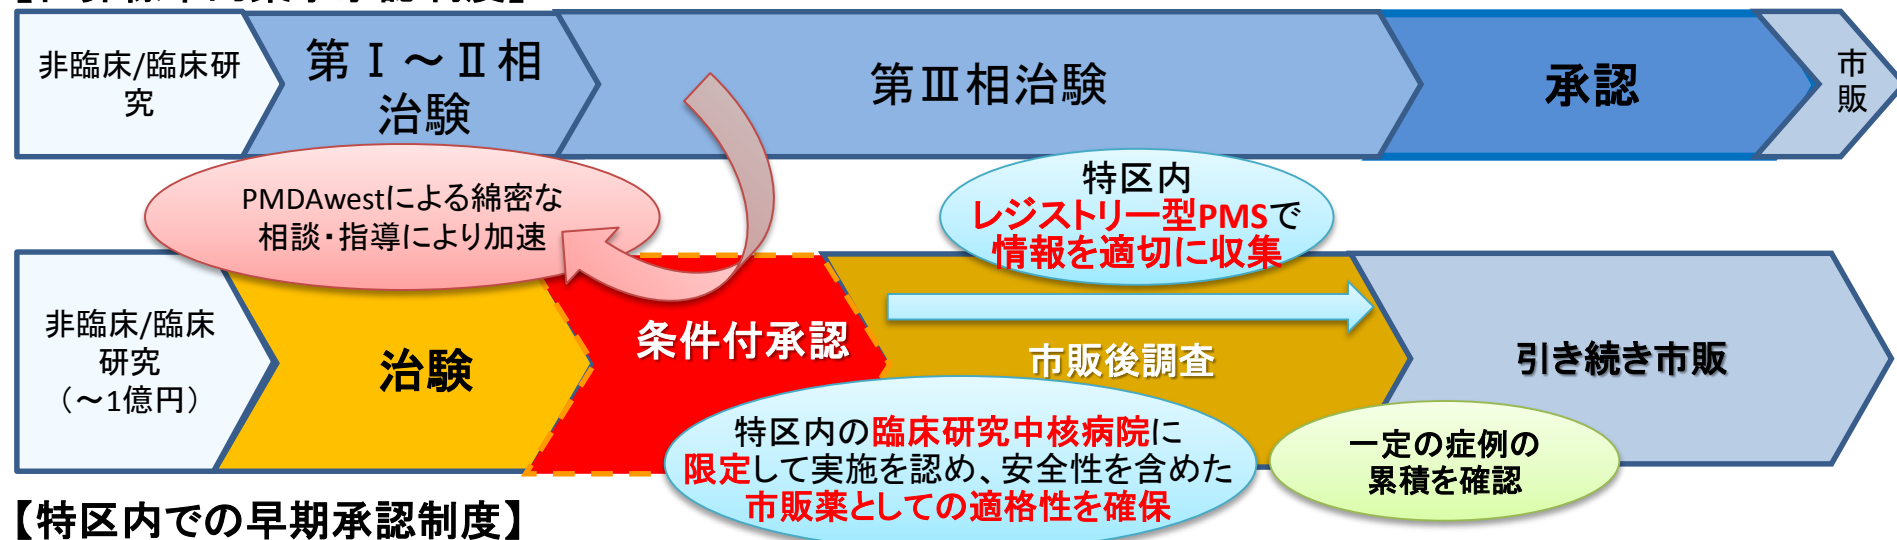 非臨床/臨床研
究
第Ⅰ～Ⅱ相
治験
第Ⅲ相治験
承認
市
販
PMDAwestによる綿密な
相談・指導により加速
特区内
レジストリー型PMSで
情報を適切に収集
非臨床/臨床
研究
（～1億円）
治験
条件付承認
市販後調査
引き続き市販
特区内の臨床研究中核病院に
限定して実施を認め、安全性を含めた
市販薬としての適格性を確保
一定の症例の
累積を確認
【特区内での早期承認制度】